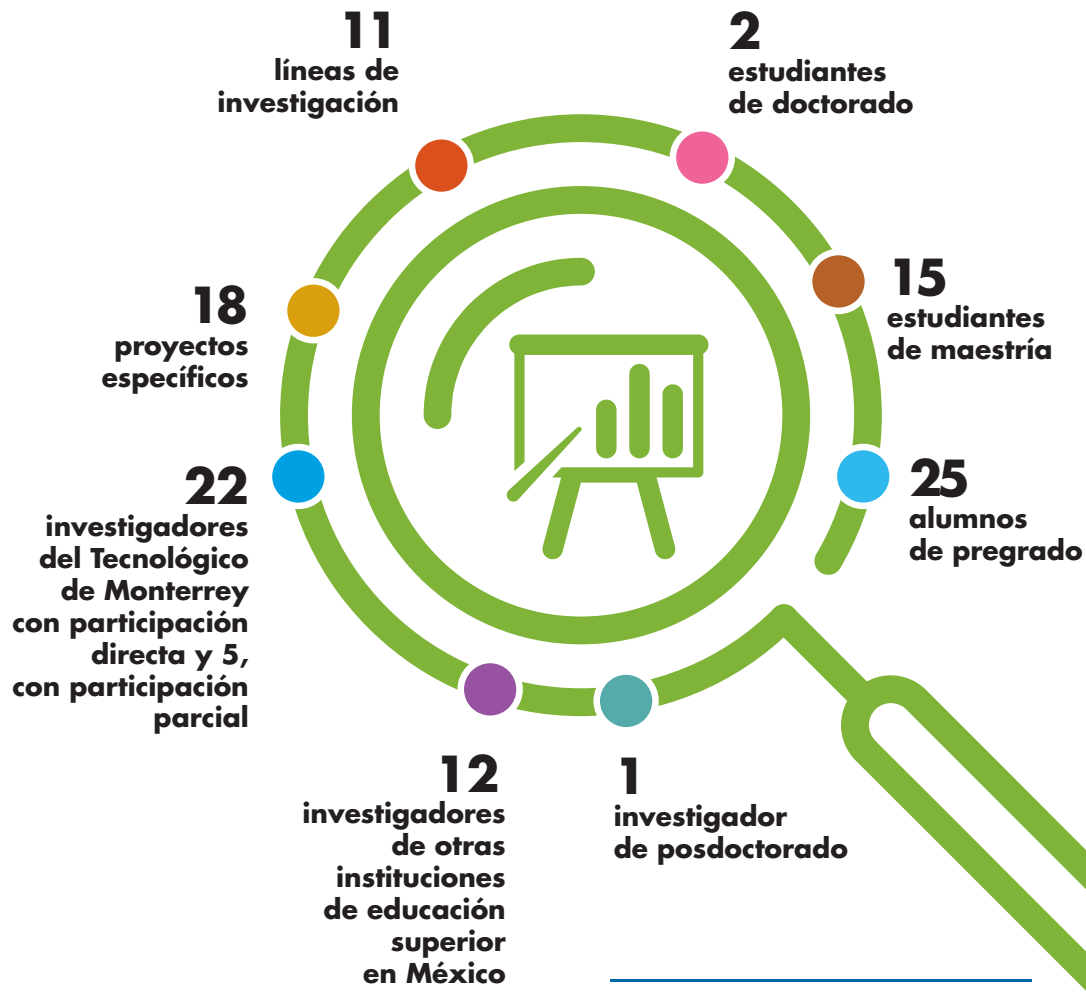 11
líneas de
investigación
2
estudiantes
de doctorado
18
proyectos
específicos
15
estudiantes
de maestría
22
investigadores
del Tecnológico
de Monterrey
con participación
directa y 5,
con participación
parcial
25
alumnos
de pregrado
12
investigadores
de otras
instituciones
de educación
superior
en México
1
investigador
de posdoctorado